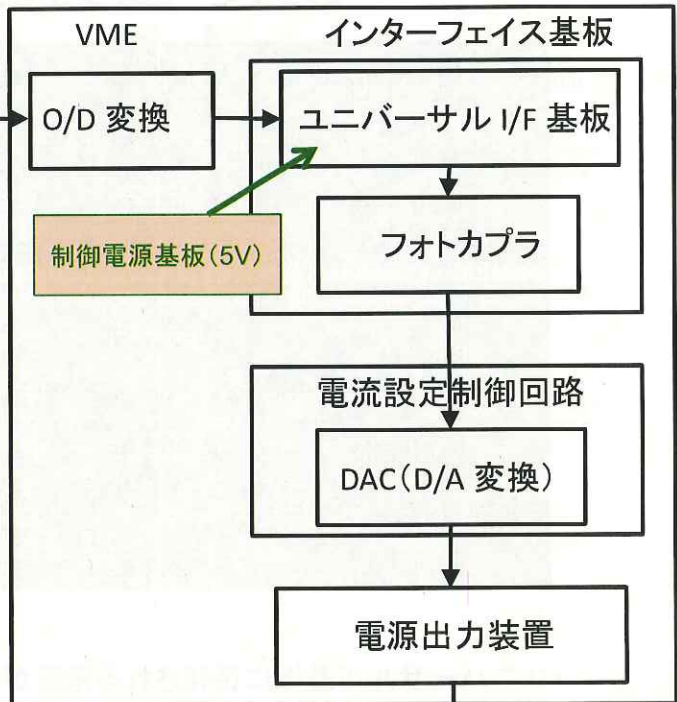 VME
インターフェイス基板
O/D 変換
ユニバーサル I/F 基板
制御電源基板(5V)
フォトカプラ
電流設定制御回路
DAC(D/A 変換)
電源出力装置